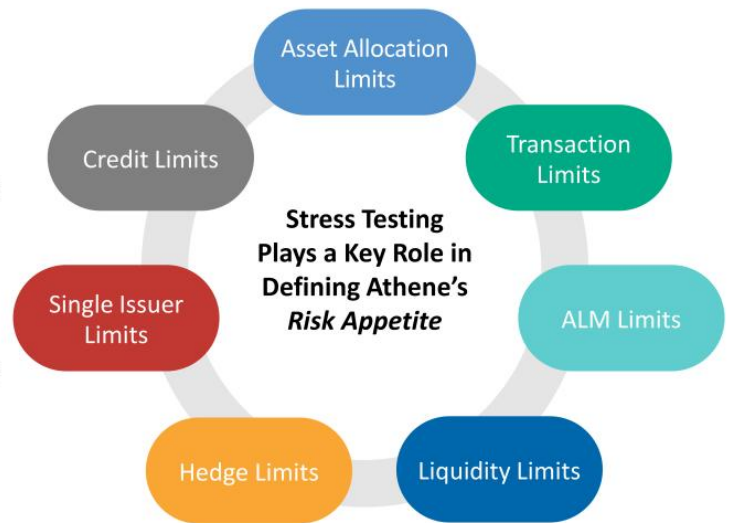 Asset Allocation
Limits
Transaction
Limits
ALM Limits
Liquidity Limits
Hedge Limits
Single Issuer
Limits
Credit Limits
Stress Testing
Plays a Key Role in
Defining Athene’s
Risk Appetite